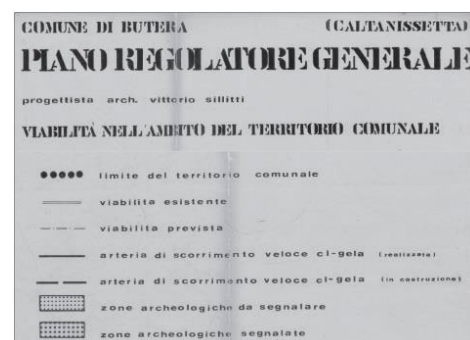 COMUNE DI BUTERA (CALTANISSETTA)
PIANO REGOLATORE GENERALE
progettista arch. vittorio sillitti
VIABILITÀ NELL'AMBITO DEL TERRITORIO COMUNALE
limite del territorio comunale
viabilita esistente
viabilita prevista
arteria di scorrimento veloce cl-gela (realizzata)
arteria di scorrimento veloce cl-gela (in costruzione)
zone archeologiche da segnalare
zone archeologiche segnalate